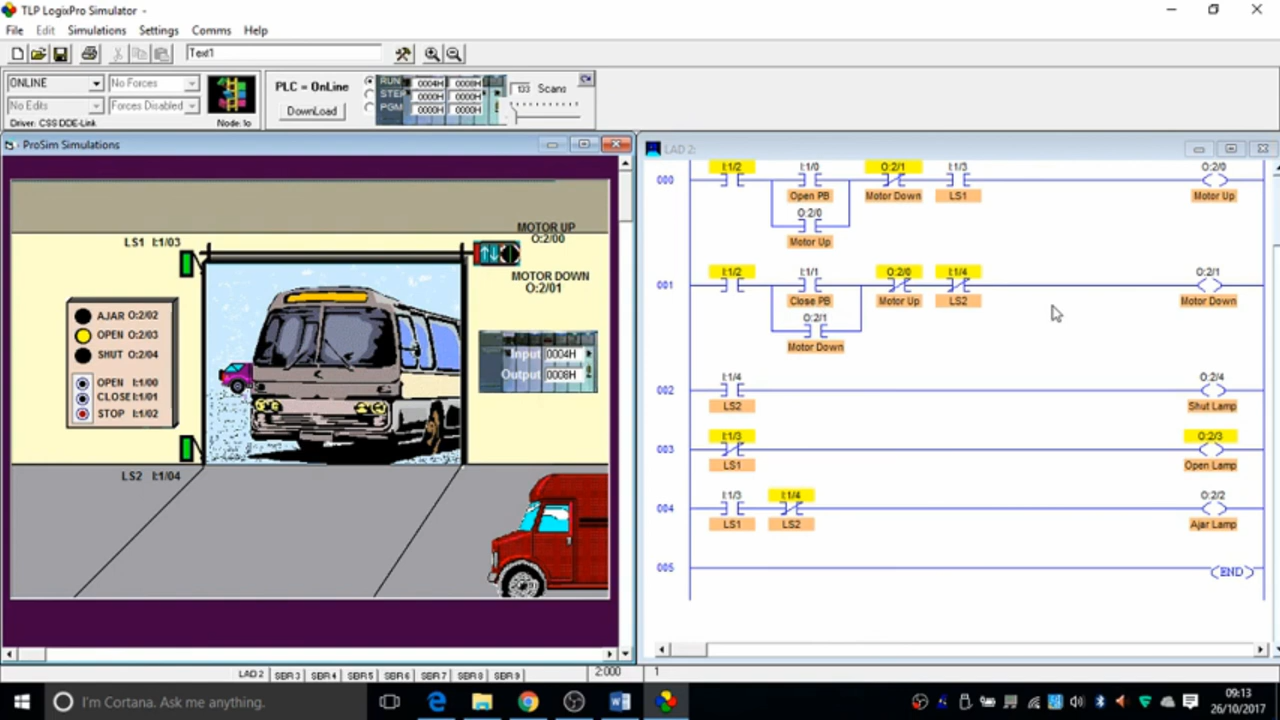 TLP LogixPro Simulator -
File Edit Simulations Settings Comms Help
Text1
ONLINE No Forces
No Edits Forces Disabled
Driver: CSS DDE-Link Node: 1o
PLC = OnLine
DownLoad
RUN 0004H 0008H
STEP 0000H 0000H
PGM 0000H 0000H
133 Scans
ProSim Simulations
LS1 I:1/03
MOTOR UP
O:2/00
MOTOR DOWN
O:2/01
AJAR O:2/02
OPEN O:2/03
SHUT O:2/04
OPEN I:1/00
CLOSE I:1/01
STOP I:1/02
Input 0004H
Output 0008H
LS2 I:1/04
LAD 2:
000
I:1/2 I:1/0 O:2/1 I:1/3 O:2/0
Open PB Motor Down LS1 Motor Up
O:2/0
Motor Up
001
I:1/2 I:1/1 O:2/0 I:1/4 O:2/1
Close PB Motor Up LS2 Motor Down
O:2/1
Motor Down
002
I:1/4 O:2/4
LS2 Shut Lamp
003
I:1/3 O:2/3
LS1 Open Lamp
004
I:1/3 I:1/4 O:2/2
LS1 LS2 Ajar Lamp
005
(END)
LAD 2 SBR 3 SBR 4 SBR 5 SBR 6 SBR 7 SBR 8 SBR 9 2:000 1
I'm Cortana. Ask me anything.
09:13
26/10/2017